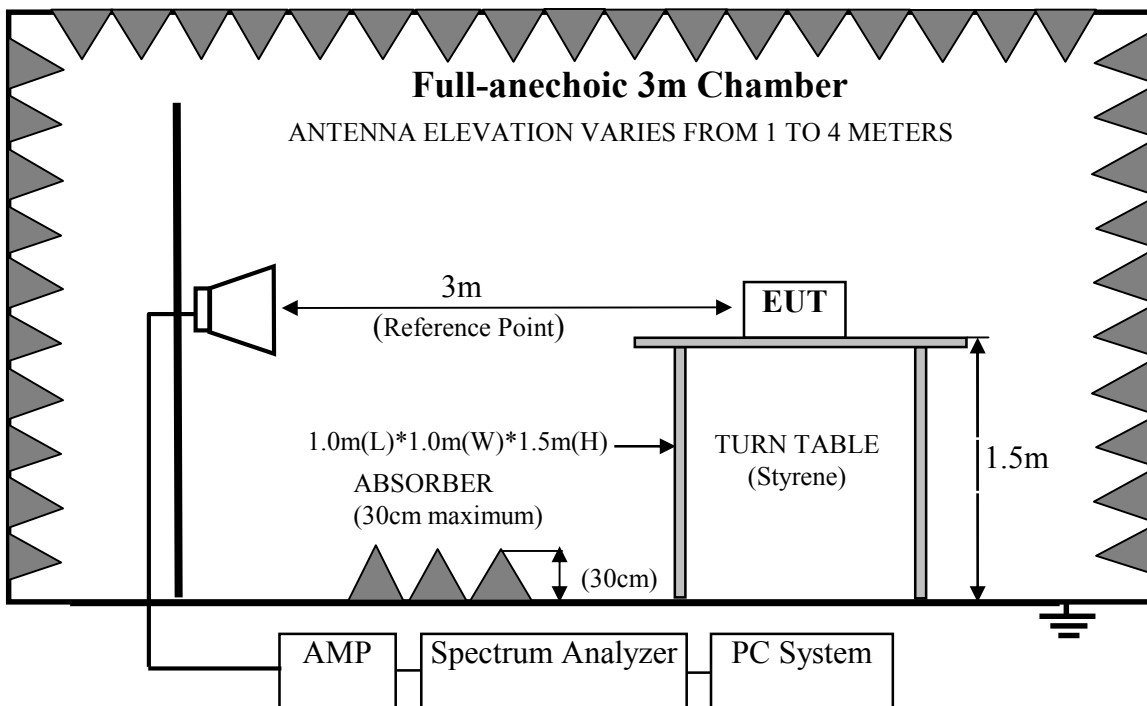 Full-anechoic 3m Chamber
ANTENNA ELEVATION VARIES FROM 1 TO 4 METERS
3m
(Reference Point)
EUT
1.0m(L)*1.0m(W)*1.5m(H)
TURN TABLE
(Styrene)
1.5m
ABSORBER
(30cm maximum)
(30cm)
AMP
Spectrum Analyzer
PC System